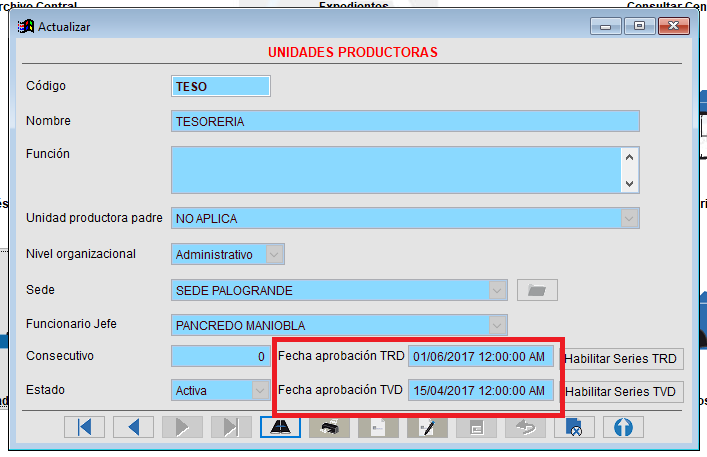 rchivo Central Expedientes Consultar Con
Actualizar
UNIDADES PRODUCTORAS
Código TESO
Nombre TESORERIA
Función
Unidad productora padre NO APLICA
Nivel organizacional Administrativo
Sede SEDE PALOGRANDE
Funcionario Jefe PANCREDO MANIOBLA
Consecutivo 0 Fecha aprobación TRD 01/06/2017 12:00:00 AM Habilitar Series TRD
Estado Activa Fecha aprobación TVD 15/04/2017 12:00:00 AM Habilitar Series TVD